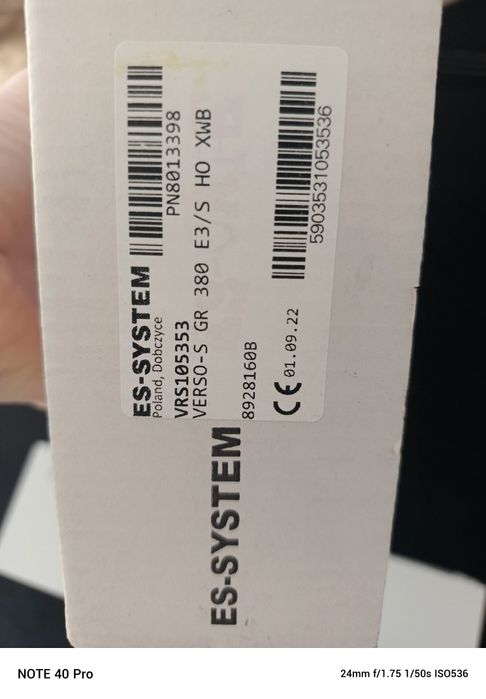 ES-SYSTEM
Poland, Dobczyce
PN8013398
VRS105353
VERSO-S GR 380 E3/S HO XWB
8928160B
CE 01.09.22
5903531053536
ES-SYSTEM
NOTE 40 Pro
24mm f/1.75 1/50s ISO536